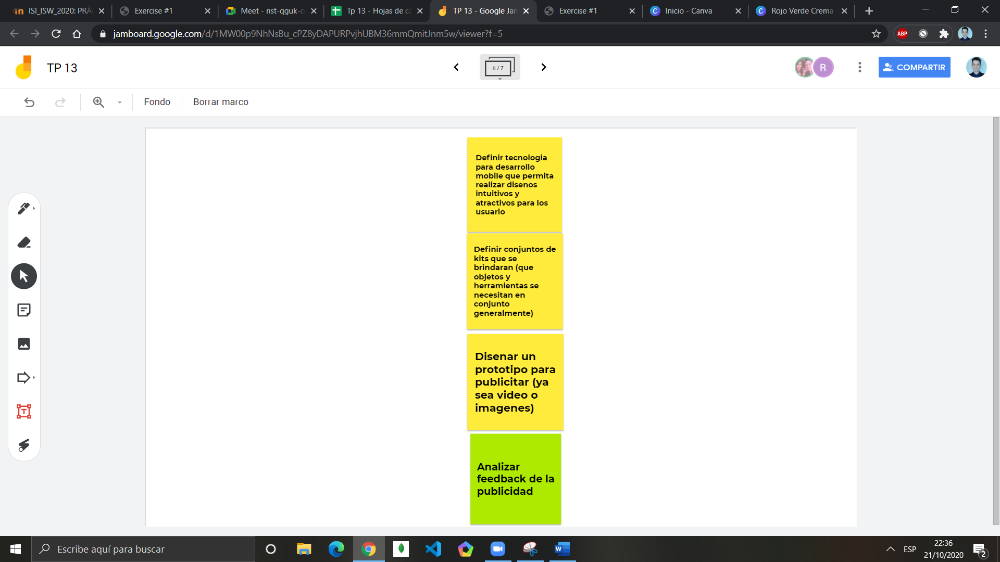 ISI_ISW_2020: PRÁ
Exercise #1
Meet - nst-qguk-c
Tp 13 - Hojas de cá
TP 13 - Google Jam
Exercise #1
Inicio - Canva
Rojo Verde Crema
jamboard.google.com/d/1MW00p9NhNsBu_cPZ8yDAPURPvjhUBM36mmQmitJnm5w/viewer?f=5
ABP
TP 13
6 / 7
R
COMPARTIR
Fondo
Borrar marco
Definir tecnologia
para desarrollo
mobile que permita
realizar disenos
intuitivos y
atractivos para los
usuario
Definir conjuntos de
kits que se
brindaran (que
objetos y
herramientas se
necesitan en
conjunto
generalmente)
Disenar un
prototipo para
publicitar (ya
sea video o
imagenes)
Analizar
feedback de la
publicidad
Escribe aquí para buscar
ESP
22:36
21/10/2020
2